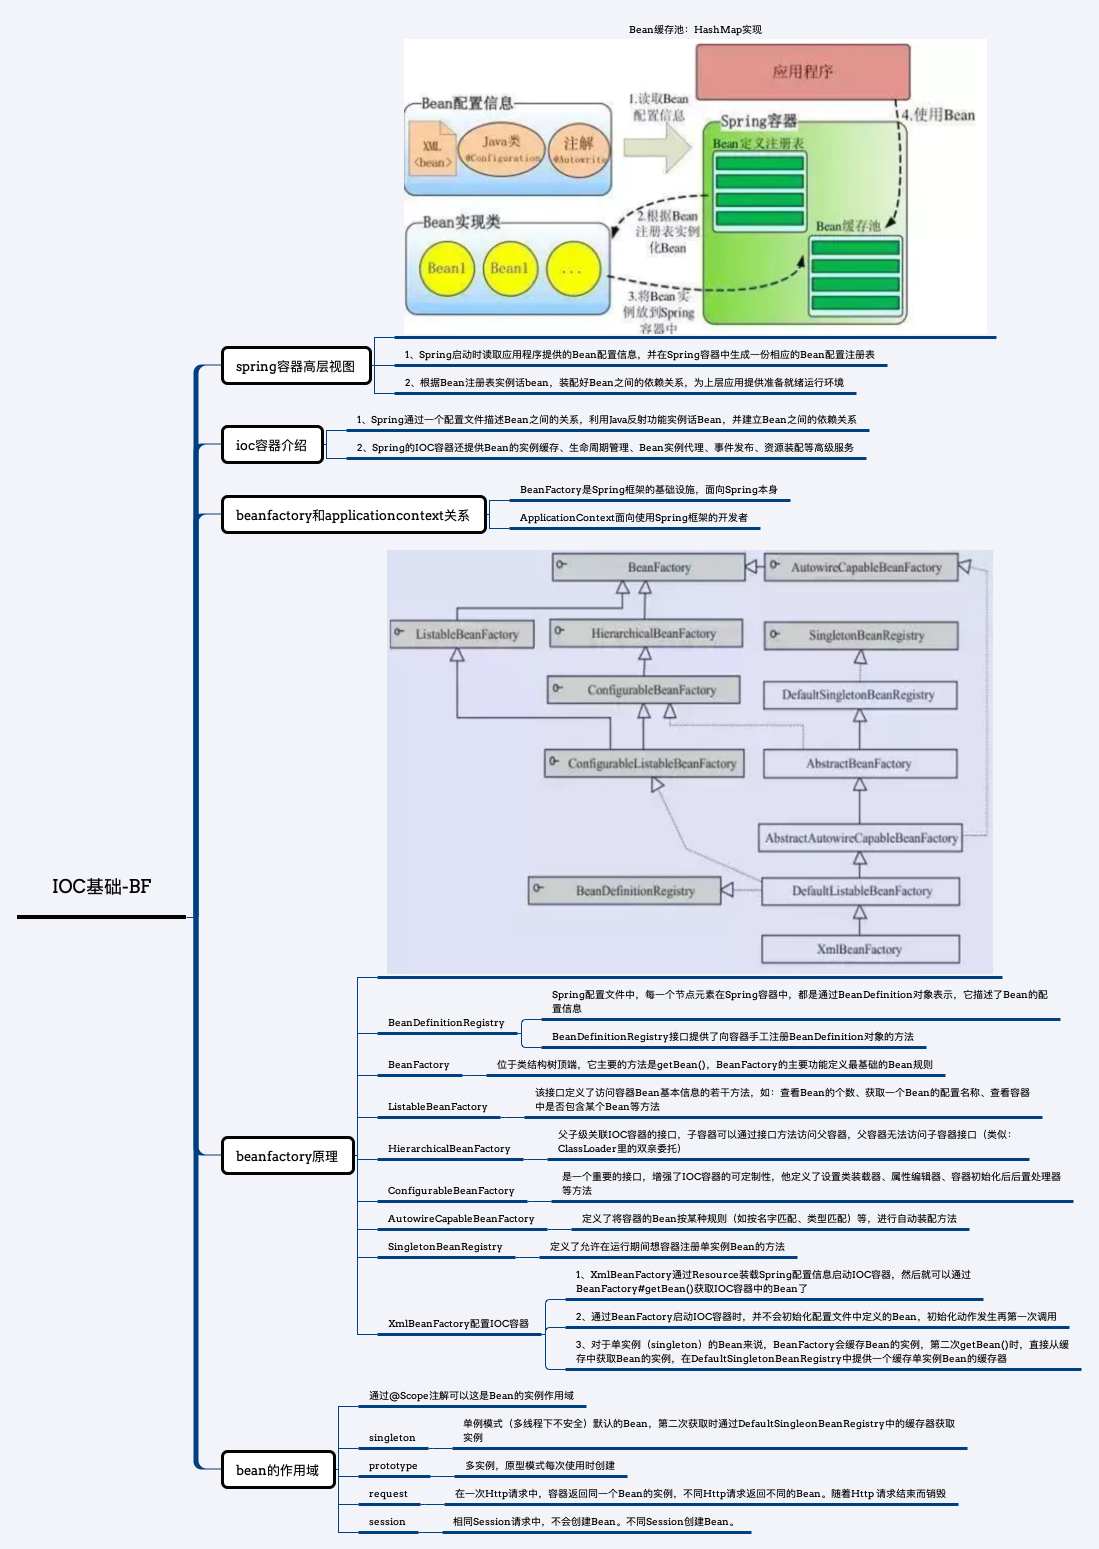 Bean缓存池：HashMap实现
应用程序
Bean配置信息
1.读取Bean
配置信息
4.使用Bean
XML
<bean>
Java类
@Configuration
注解
@Autowrite
Spring容器
Bean定义注册表
Bean实现类
2.根据Bean
注册表实例
化Bean
Bean缓存池
Bean1
Bean1
...
3.将Bean实
例放到Spring
容器中
spring容器高层视图
1、Spring启动时读取应用程序提供的Bean配置信息，并在Spring容器中生成一份相应的Bean配置注册表
2、根据Bean注册表实例话bean，装配好Bean之间的依赖关系，为上层应用提供准备就绪运行环境
ioc容器介绍
1、Spring通过一个配置文件描述Bean之间的关系，利用Java反射功能实例话Bean，并建立Bean之间的依赖关系
2、Spring的IOC容器还提供Bean的实例缓存、生命周期管理、Bean实例代理、事件发布、资源装配等高级服务
beanfactory和applicationcontext关系
BeanFactory是Spring框架的基础设施，面向Spring本身
ApplicationContext面向使用Spring框架的开发者
BeanFactory
AutowireCapableBeanFactory
ListableBeanFactory
HierarchicalBeanFactory
SingletonBeanRegistry
ConfigurableBeanFactory
DefaultSingletonBeanRegistry
ConfigurableListableBeanFactory
AbstractBeanFactory
AbstractAutowireCapableBeanFactory
BeanDefinitionRegistry
DefaultListableBeanFactory
XmlBeanFactory
IOC基础-BF
beanfactory原理
BeanDefinitionRegistry
Spring配置文件中，每一个节点元素在Spring容器中，都是通过BeanDefinition对象表示，它描述了Bean的配
置信息
BeanDefinitionRegistry接口提供了向容器手工注册BeanDefinition对象的方法
BeanFactory
位于类结构树顶端，它主要的方法是getBean()，BeanFactory的主要功能定义最基础的Bean规则
ListableBeanFactory
该接口定义了访问容器Bean基本信息的若干方法，如：查看Bean的个数、获取一个Bean的配置名称、查看容器
中是否包含某个Bean等方法
HierarchicalBeanFactory
父子级关联IOC容器的接口，子容器可以通过接口方法访问父容器，父容器无法访问子容器接口（类似：
ClassLoader里的双亲委托）
ConfigurableBeanFactory
是一个重要的接口，增强了IOC容器的可定制性，他定义了设置类装载器、属性编辑器、容器初始化后后置处理器
等方法
AutowireCapableBeanFactory
定义了将容器的Bean按某种规则（如按名字匹配、类型匹配）等，进行自动装配方法
SingletonBeanRegistry
定义了允许在运行期间想容器注册单实例Bean的方法
XmlBeanFactory配置IOC容器
1、XmlBeanFactory通过Resource装载Spring配置信息启动IOC容器，然后就可以通过
BeanFactory#getBean()获取IOC容器中的Bean了
2、通过BeanFactory启动IOC容器时，并不会初始化配置文件中定义的Bean，初始化动作发生再第一次调用
3、对于单实例（singleton）的Bean来说，BeanFactory会缓存Bean的实例，第二次getBean()时，直接从缓
存中获取Bean的实例，在DefaultSingletonBeanRegistry中提供一个缓存单实例Bean的缓存器
bean的作用域
通过@Scope注解可以这是Bean的实例作用域
singleton
单例模式（多线程下不安全）默认的Bean，第二次获取时通过DefaultSingleonBeanRegistry中的缓存器获取
实例
prototype
多实例，原型模式每次使用时创建
request
在一次Http请求中，容器返回同一个Bean的实例，不同Http请求返回不同的Bean。随着Http 请求结束而销毁
session
相同Session请求中，不会创建Bean。不同Session创建Bean。